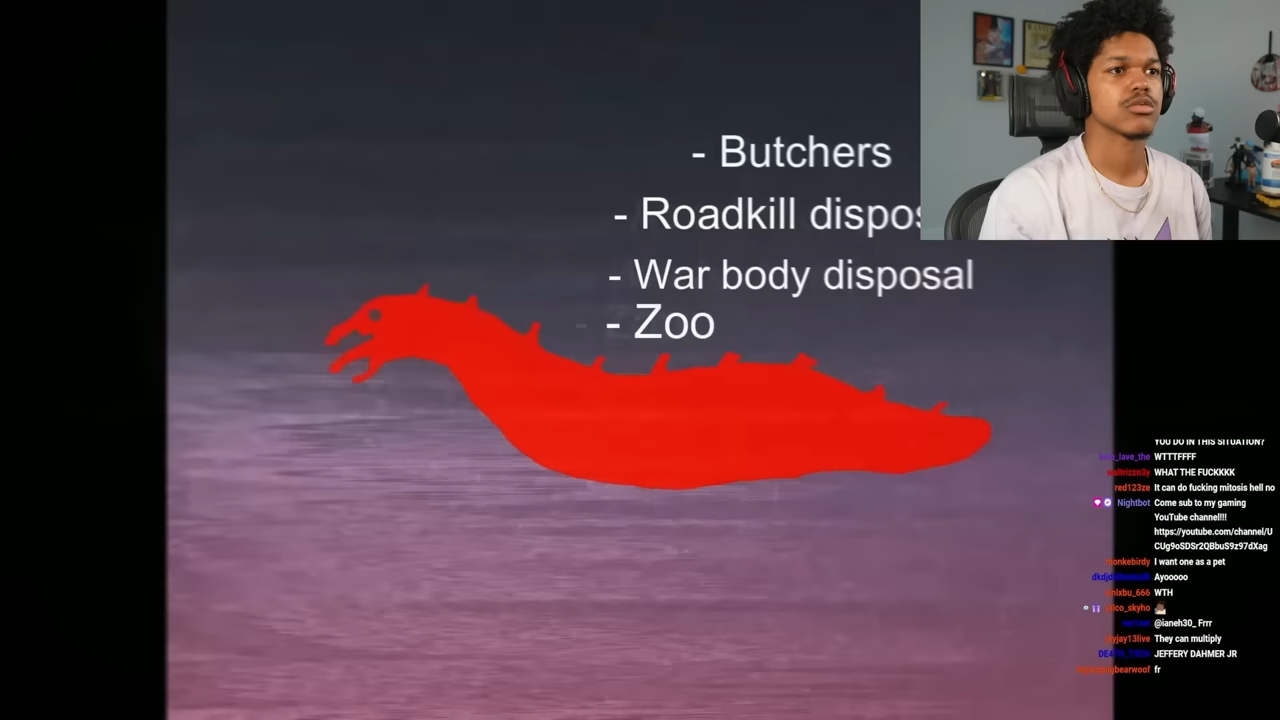 - Butchers
- Roadkill dispos
- War body disposal
- Zoo
YOU DO IN THIS SITUATION?
WTTTFFFF
WHAT THE FUCKKKK
red123ze It can do fucking mitosis hell no
Nightbot Come sub to my gaming
YouTube channel!!!
https://youtube.com/channel/U
CUg9oSDSr2QBbuS9z97dXag
I want one as a pet
Ayooooo
WTH
@ianeh30_ Frrr
They can multiply
JEFFERY DAHMER JR
fr